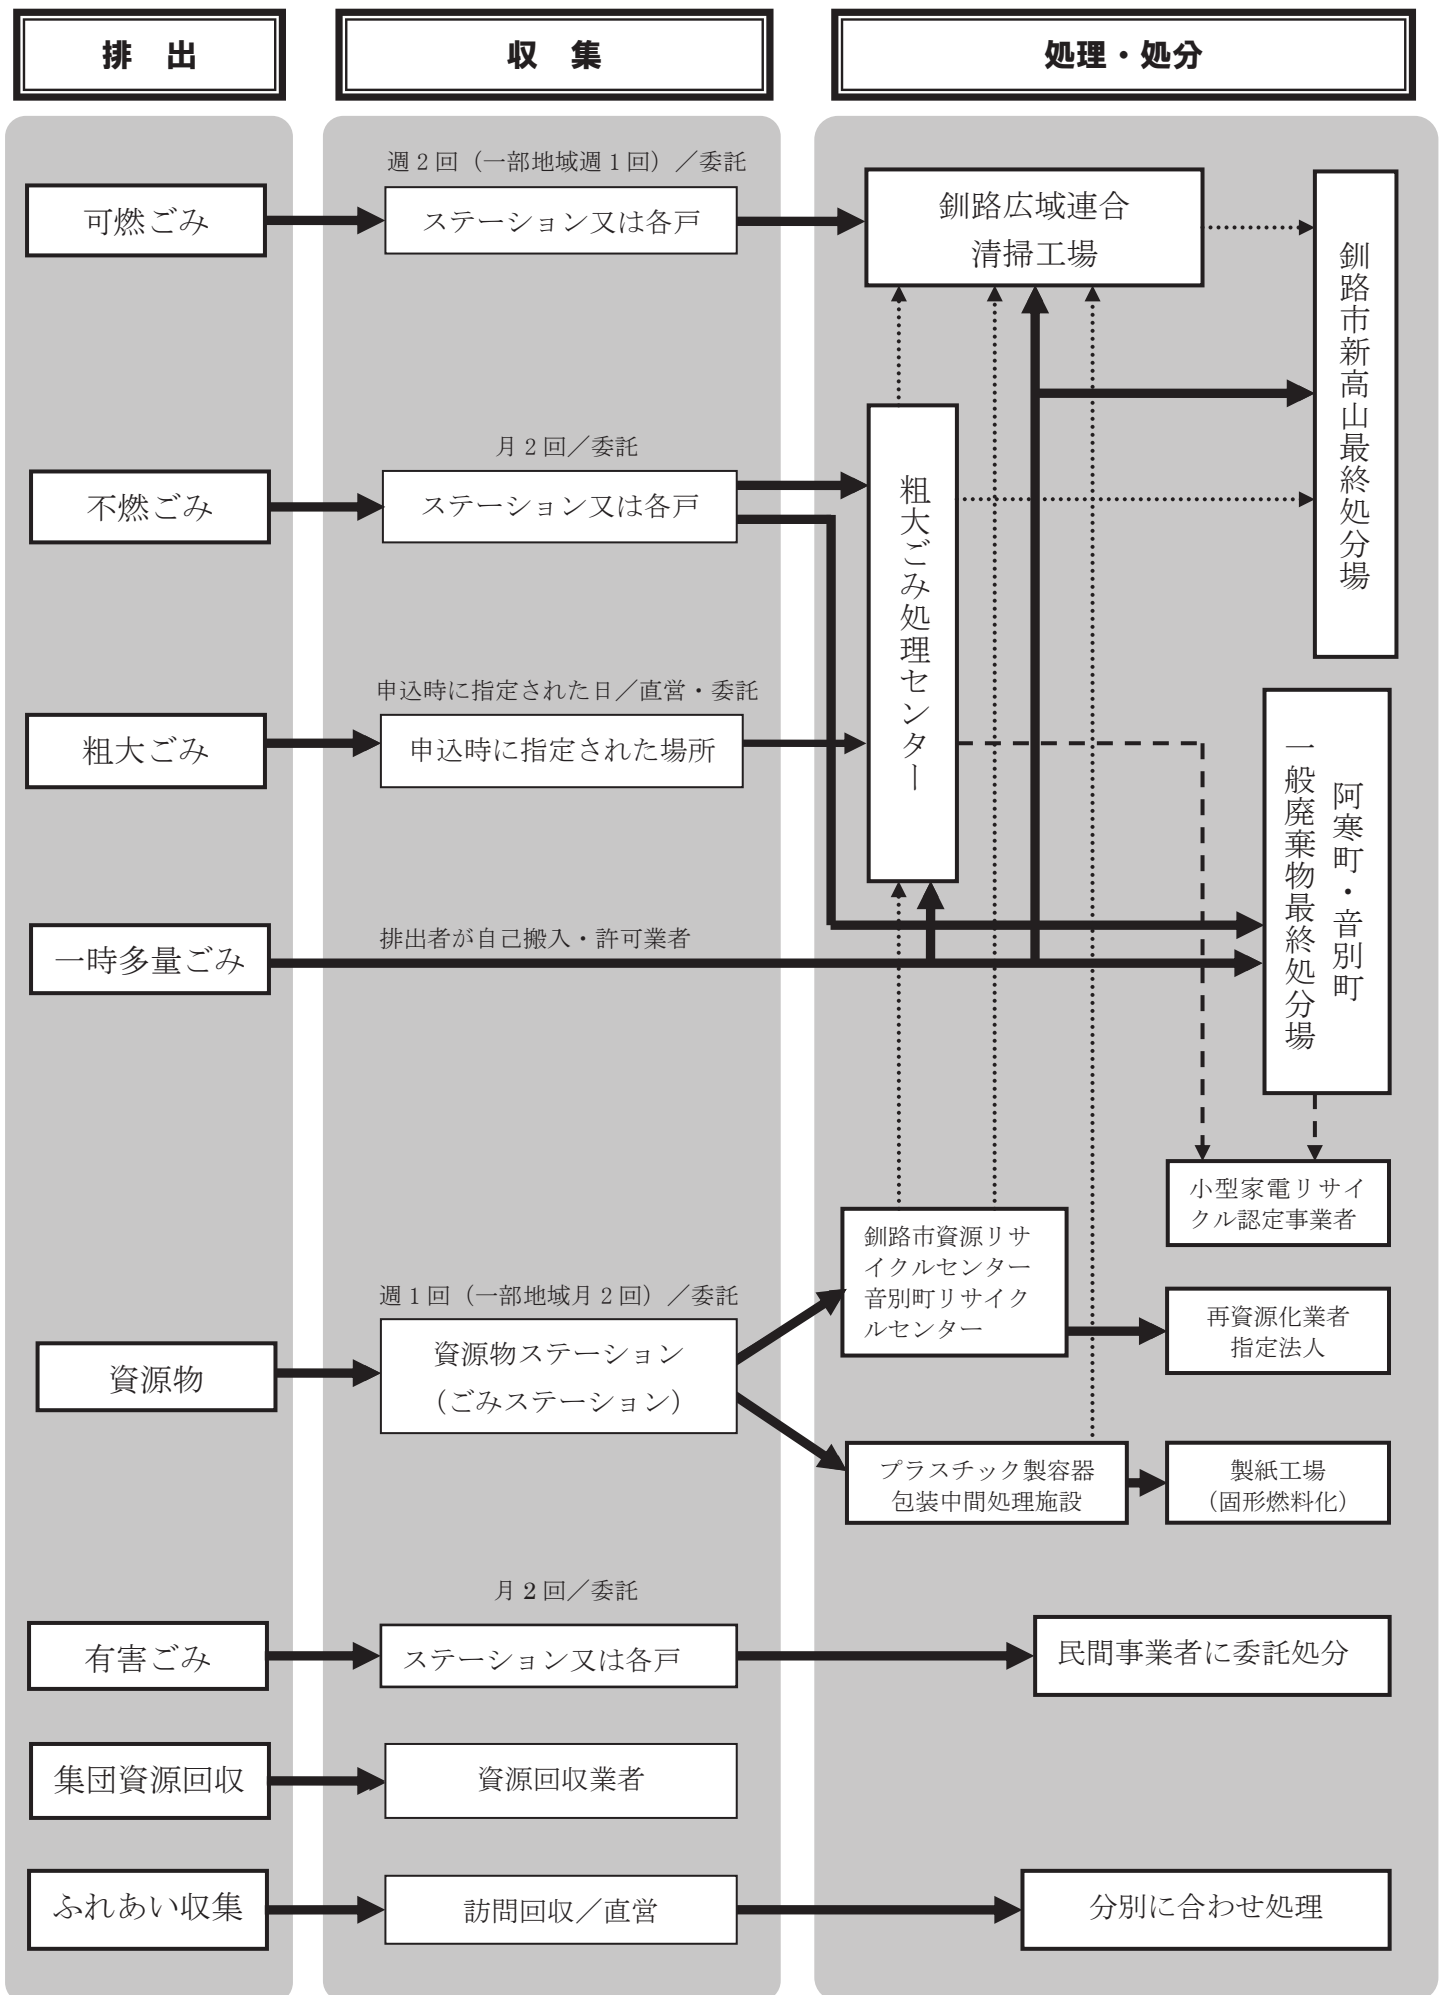 排　出
収　集
処理・処分
週２回（一部地域週１回）／委託
可燃ごみ
ステーション又は各戸
釧路広域連合
清掃工場
釧路市新高山最終処分場
月２回／委託
不燃ごみ
ステーション又は各戸
粗大ごみ処理センター
申込時に指定された日／直営・委託
粗大ごみ
申込時に指定された場所
阿寒町・音別町
一般廃棄物最終処分場
一時多量ごみ
排出者が自己搬入・許可業者
小型家電リサイ
クル認定事業者
釧路市資源リサ
イクルセンター
音別町リサイク
ルセンター
週１回（一部地域月２回）／委託
資源物
資源物ステーション
（ごみステーション）
再資源化業者
指定法人
プラスチック製容器
包装中間処理施設
製紙工場
（固形燃料化）
月２回／委託
有害ごみ
ステーション又は各戸
民間事業者に委託処分
集団資源回収
資源回収業者
ふれあい収集
訪問回収／直営
分別に合わせ処理